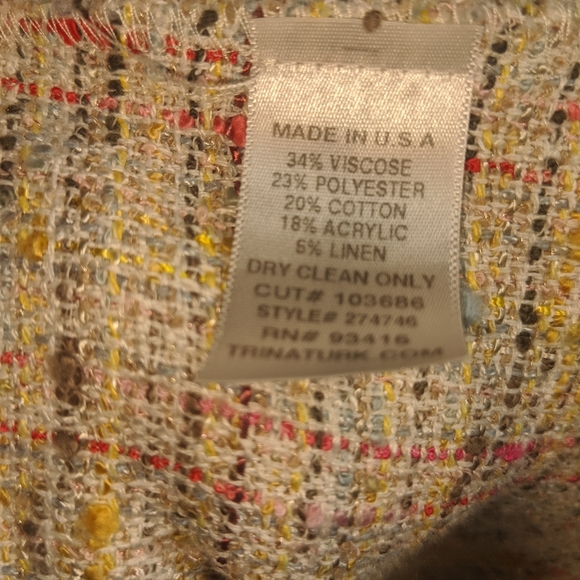 MADE IN U.S.A
34% VISCOSE
23% POLYESTER
20% COTTON
18% ACRYLIC
5% LINEN
DRY CLEAN ONLY
CUT# 103686
STYLE# 274746
RN# 93416
TRINATURK.COM